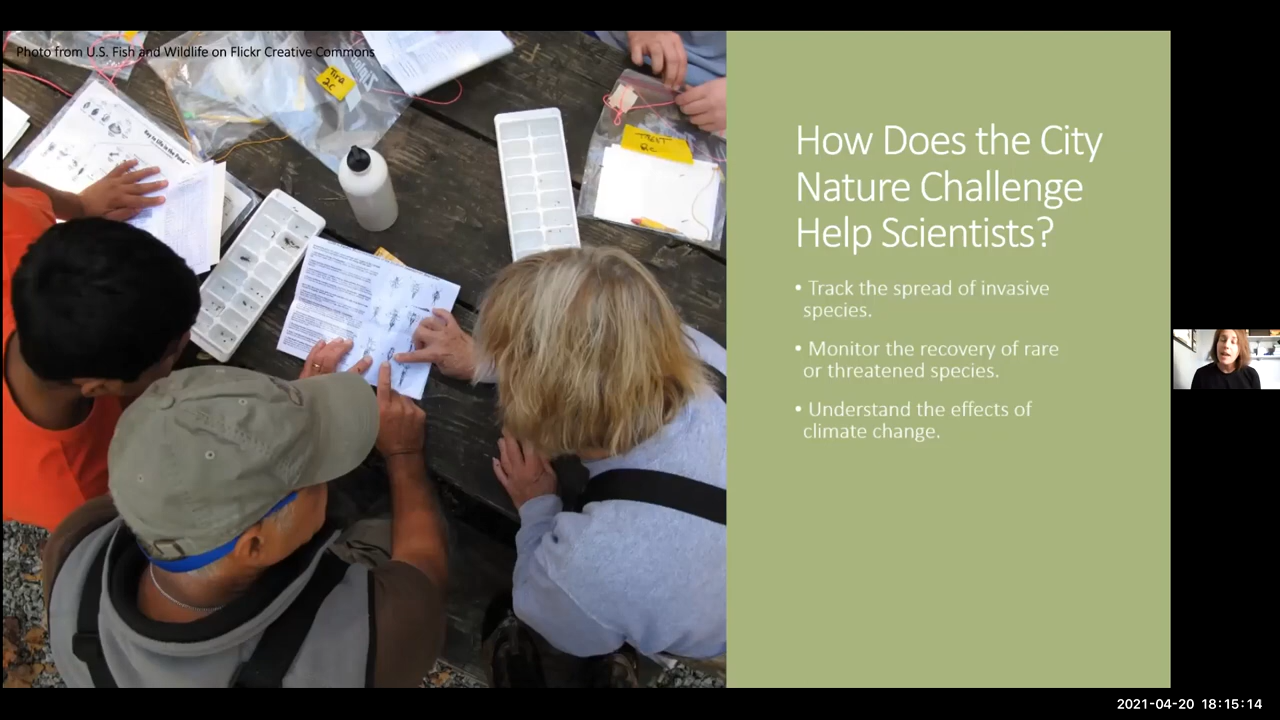 Photo from U.S. Fish and Wildlife on Flickr Creative Commons
Tira
2c
How Does the City
Nature Challenge
Help Scientists?
• Track the spread of invasive
species.
• Monitor the recovery of rare
or threatened species.
• Understand the effects of
climate change.
2021-04-20 18:15:14